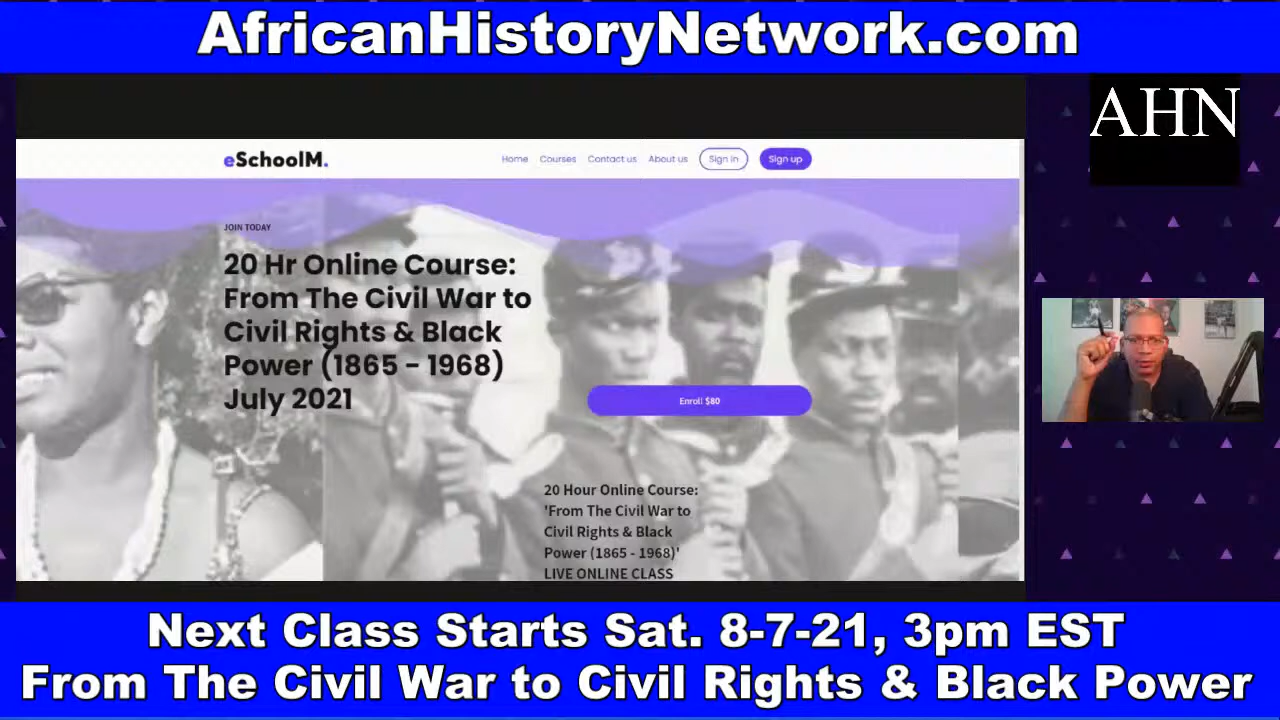 AfricanHistoryNetwork.com
AHN
eSchoolM.
Home Courses Contact us About us Sign in Sign up
JOIN TODAY
20 Hr Online Course:
From The Civil War to
Civil Rights & Black
Power (1865 - 1968)
July 2021
Enroll $80
20 Hour Online Course:
'From The Civil War to
Civil Rights & Black
Power (1865 - 1968)'
LIVE ONLINE CLASS
Next Class Starts Sat. 8-7-21, 3pm EST
From The Civil War to Civil Rights & Black Power